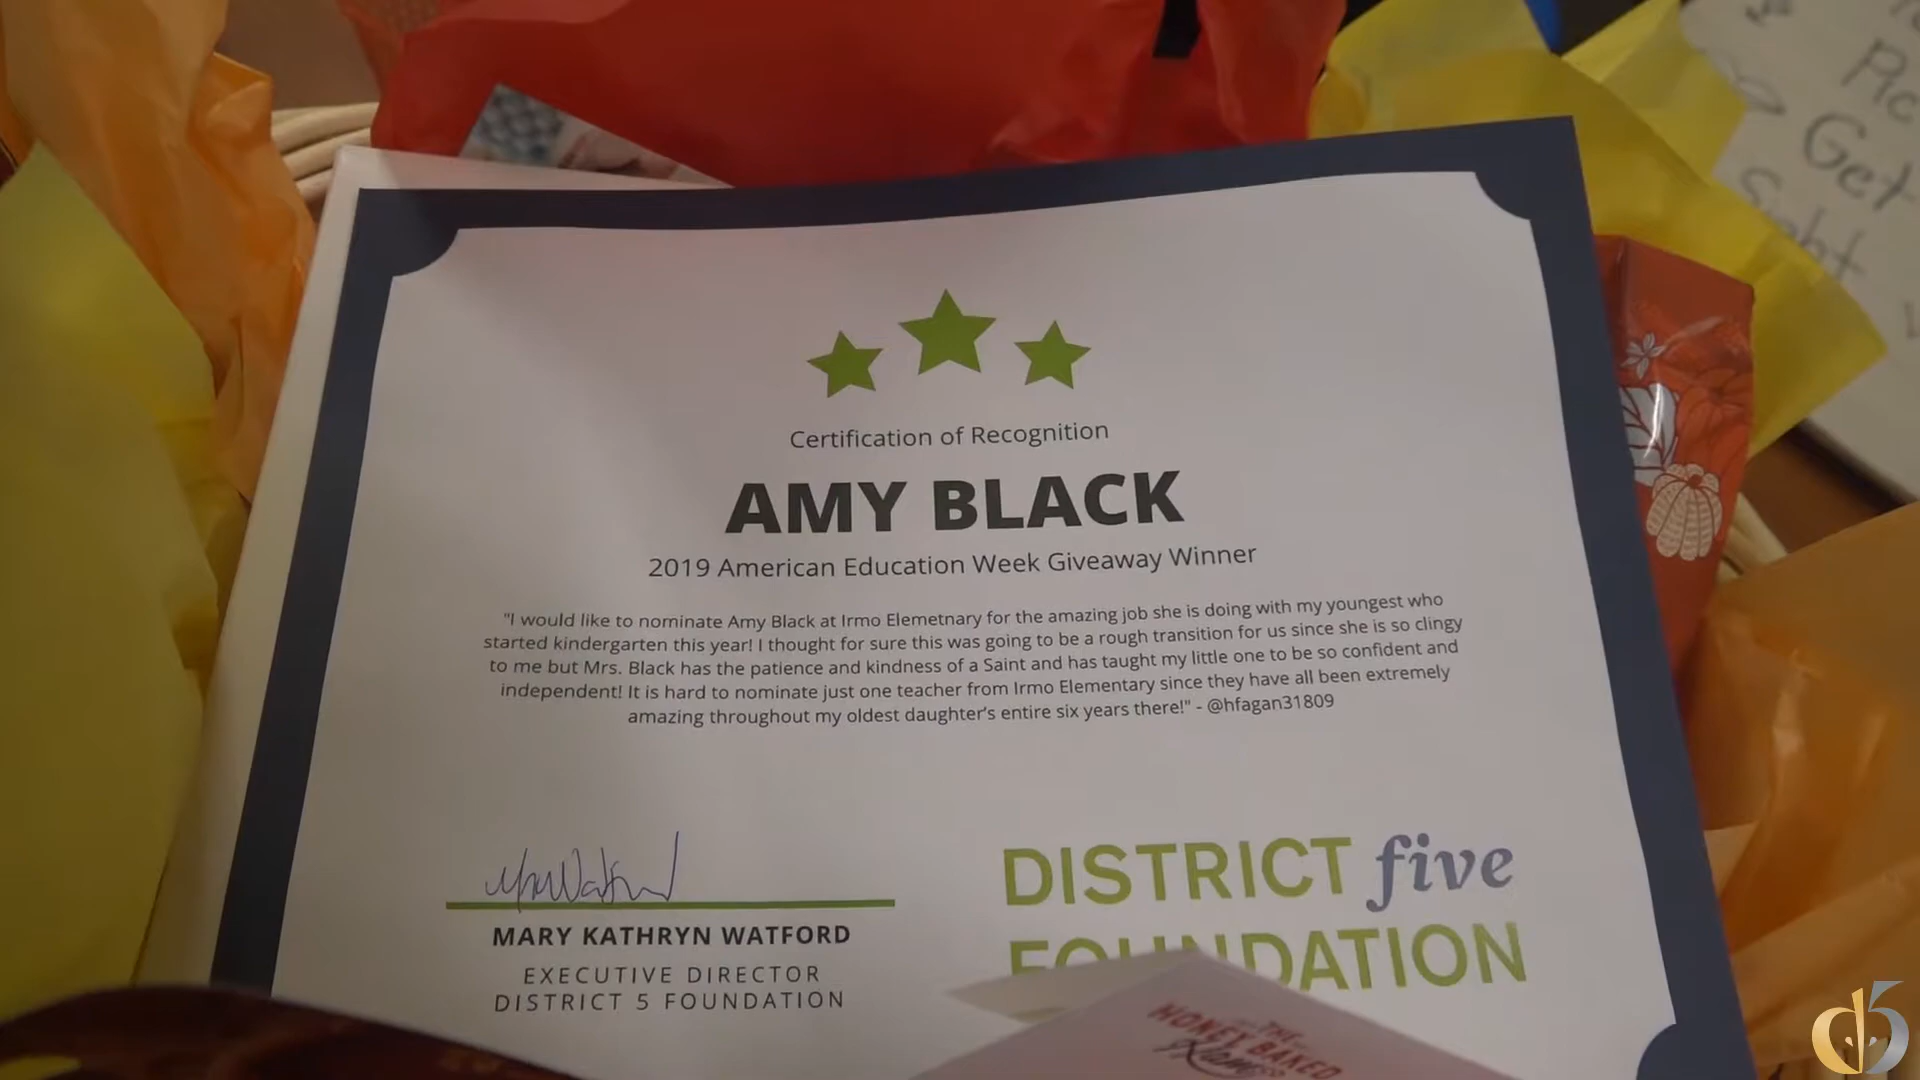 Pic
Get
Certification of Recognition
AMY BLACK
2019 American Education Week Giveaway Winner
"I would like to nominate Amy Black at Irmo Elemetnary for the amazing job she is doing with my youngest who
started kindergarten this year! I thought for sure this was going to be a rough transition for us since she is so clingy
to me but Mrs. Black has the patience and kindness of a Saint and has taught my little one to be so confident and
independent! It is hard to nominate just one teacher from Irmo Elementary since they have all been extremely
amazing throughout my oldest daughter's entire six years there!" - @hfagan31809
MARY KATHRYN WATFORD
EXECUTIVE DIRECTOR
DISTRICT 5 FOUNDATION
DISTRICT five
FOUNDATION
THE
HONEY BAKED
Ham
d5